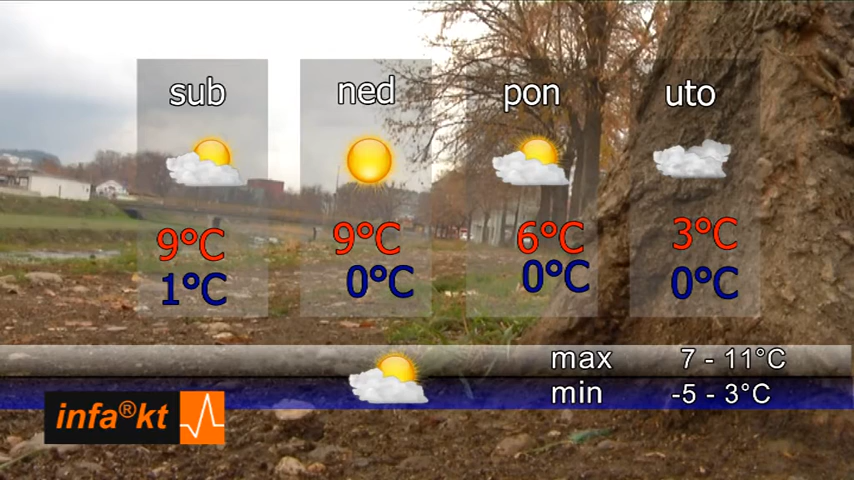 sub ned pon uto
9°C 9°C 6°C 3°C
1°C 0°C 0°C 0°C
max 7 - 11°C
min -5 - 3°C
infa®kt